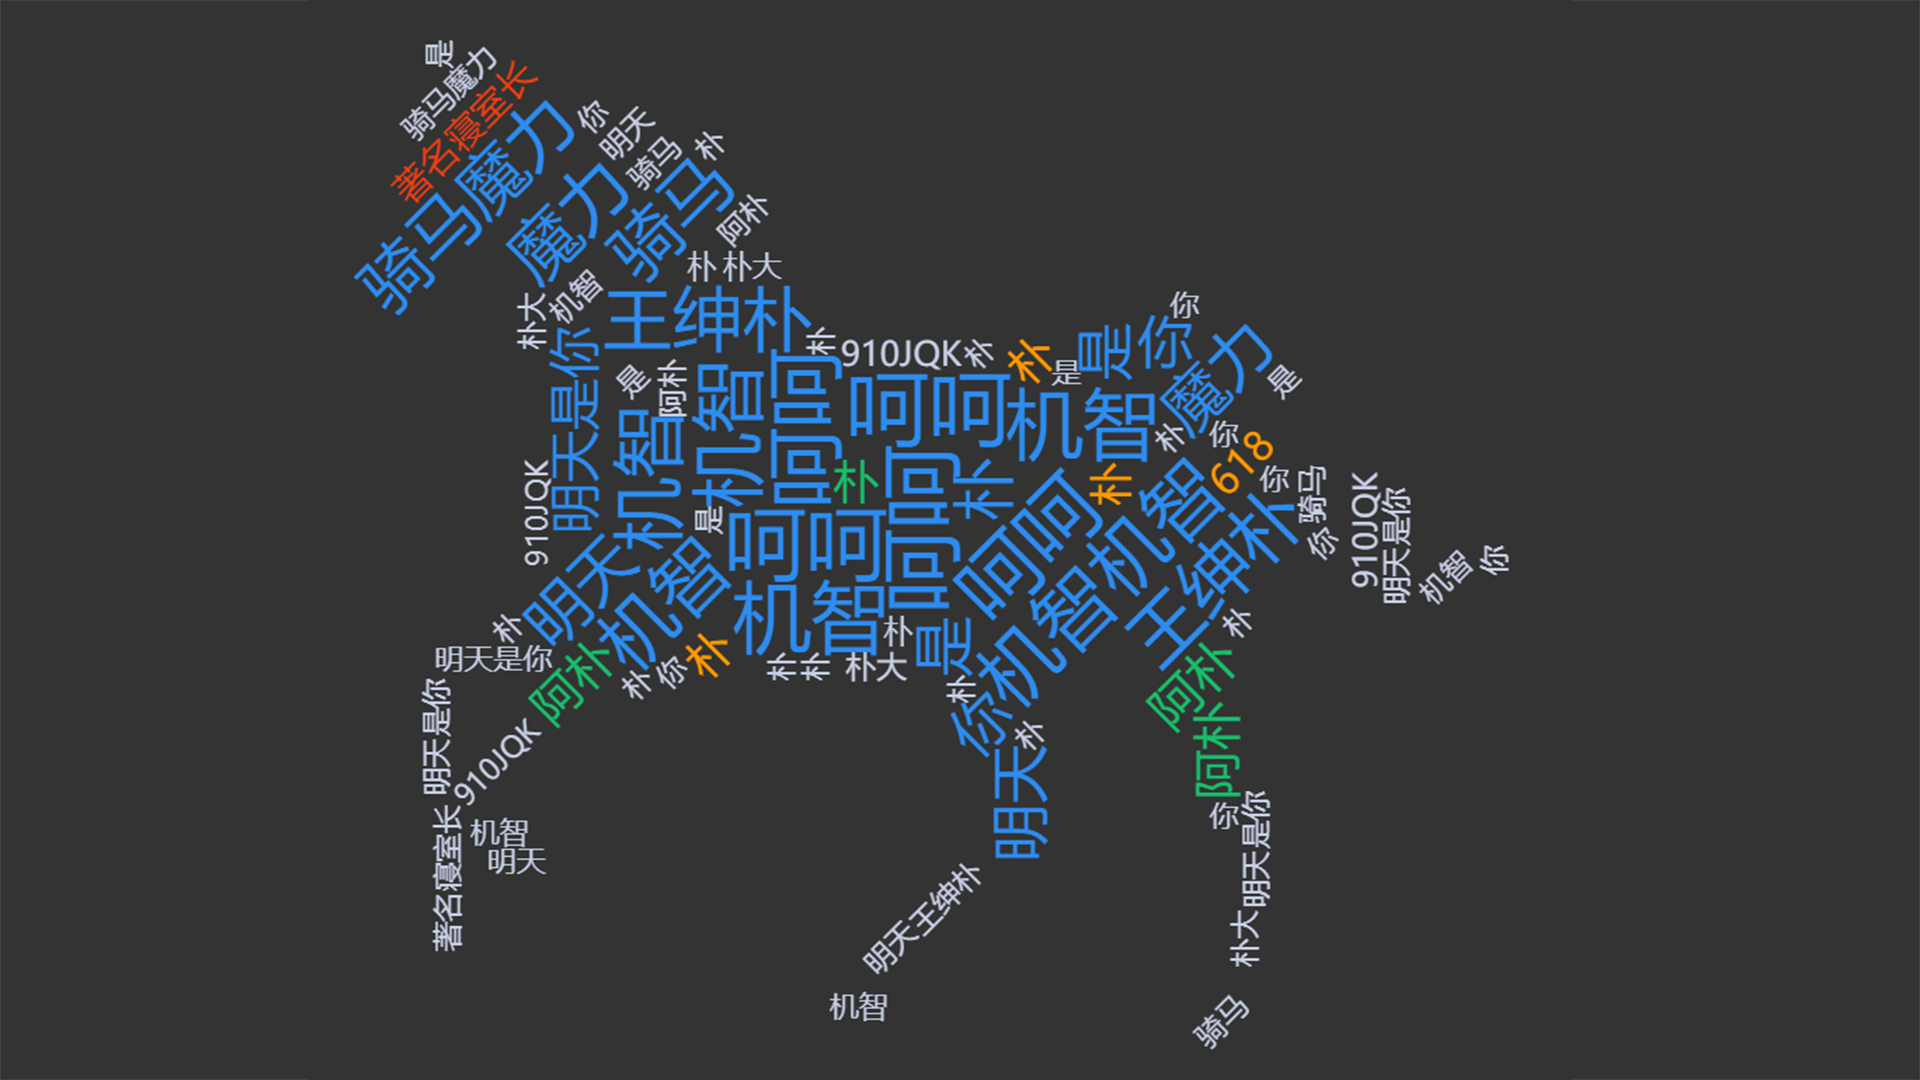 是
骑马魔力
著名寝室长
骑马魔力
你
明天
魔力
骑马
朴
骑马
阿朴
朴
朴大
机智
朴大
王绅朴
你
明天是你
是
阿朴
机智
朴
910JQK
朴
朴
是
是你
魔力
是
呵呵
呵呵
机智
机智
朴
你
618
910JQK
朴
呵呵
朴
朴
机智机智
你
骑马
910JQK
明天是你
是
呵呵
呵呵
王绅朴
你
机智
你
明天
机智
机智
朴
是
朴
朴
明天是你
阿朴
朴
你
朴
朴
朴
朴大
朴
你
阿朴
明天是你
910JQK
朴
明天
阿朴
著名寝室长
机智
明天
你
明天是你
明天王绅朴
朴大
机智
骑马